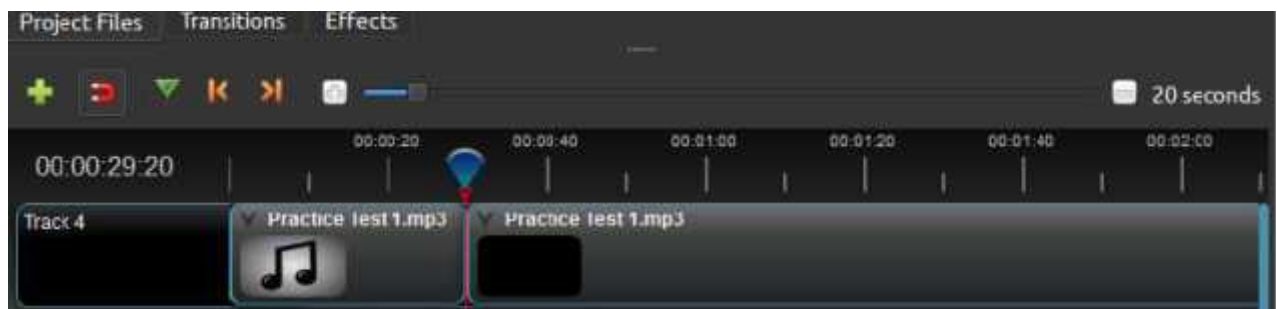 Project Files Transitions Effects
20 seconds
00:00:20 00:00:40 00:01:00 00:01:20 00:01:40 00:02:00
00:00:29:20
Track 4 Practice Test 1.mp3 Practice Test 1.mp3